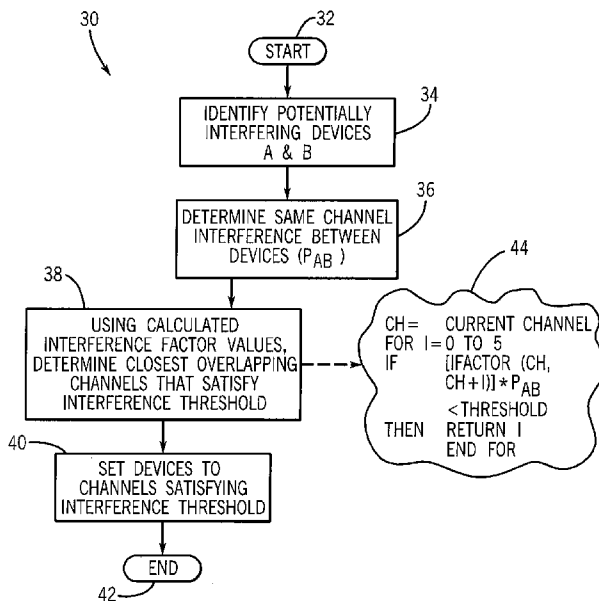 30
32
START
34
IDENTIFY POTENTIALLY
INTERFERING DEVICES
A & B
36
DETERMINE SAME CHANNEL
INTERFERENCE BETWEEN
DEVICES (PAB)
38
USING CALCULATED
INTERFERENCE FACTOR VALUES,
DETERMINE CLOSEST OVERLAPPING
CHANNELS THAT SATISFY
INTERFERENCE THRESHOLD
44
CH= CURRENT CHANNEL
FOR I=0 TO 5
IF [IFACTOR (CH,
CH+I)]*PAB
<THRESHOLD
THEN RETURN I
END FOR
40
SET DEVICES TO
CHANNELS SATISFYING
INTERFERENCE THRESHOLD
END
42